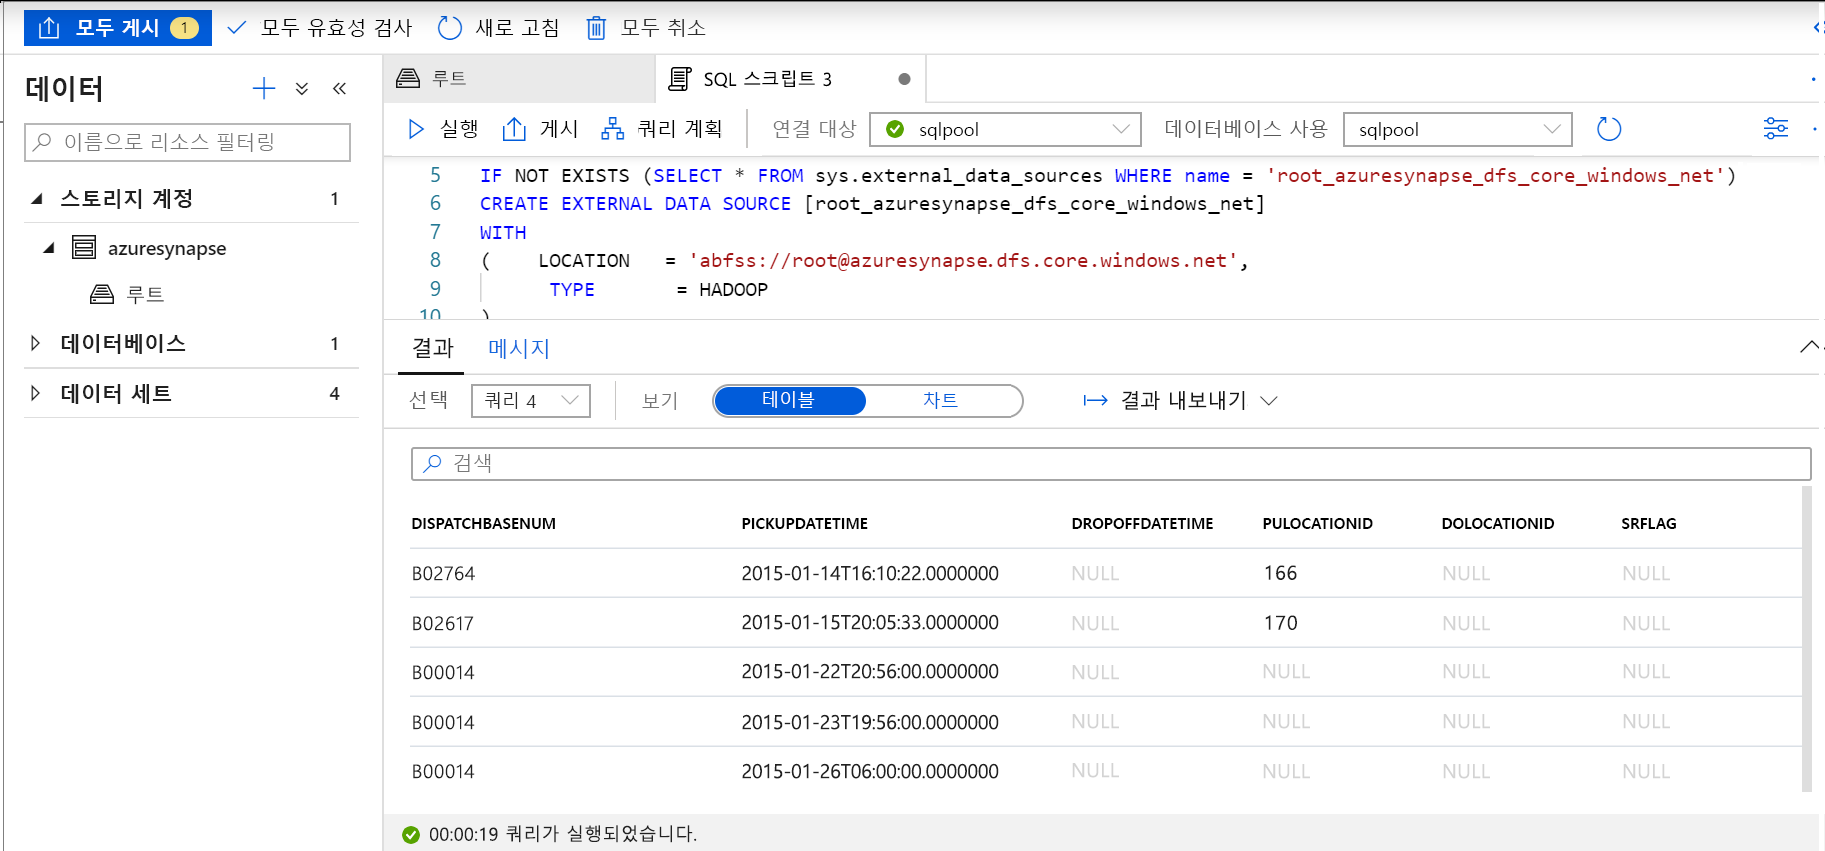 모두 게시 1 모두 유효성 검사 새로 고침 모두 취소
데이터
이름으로 리소스 필터링
스토리지 계정 1
azuresynapse
루트
데이터베이스 1
데이터 세트 4
루트 SQL 스크립트 3
실행 게시 쿼리 계획 연결 대상 sqlpool 데이터베이스 사용 sqlpool
5 IF NOT EXISTS (SELECT * FROM sys.external_data_sources WHERE name = 'root_azuresynapse_dfs_core_windows_net')
6 CREATE EXTERNAL DATA SOURCE [root_azuresynapse_dfs_core_windows_net]
7 WITH
8 ( LOCATION = 'abfss://root@azuresynapse.dfs.core.windows.net',
9 TYPE = HADOOP
10 )
결과 메시지
선택 쿼리 4 보기 테이블 차트 결과 내보내기
검색
DISPATCHBASENUM PICKUPDATETIME DROPOFFDATETIME PULOCATIONID DOLOCATIONID SRFLAG
B02764 2015-01-14T16:10:22.0000000 NULL 166 NULL NULL
B02617 2015-01-15T20:05:33.0000000 NULL 170 NULL NULL
B00014 2015-01-22T20:56:00.0000000 NULL NULL NULL NULL
B00014 2015-01-23T19:56:00.0000000 NULL NULL NULL NULL
B00014 2015-01-26T06:00:00.0000000 NULL NULL NULL NULL
00:00:19 쿼리가 실행되었습니다.